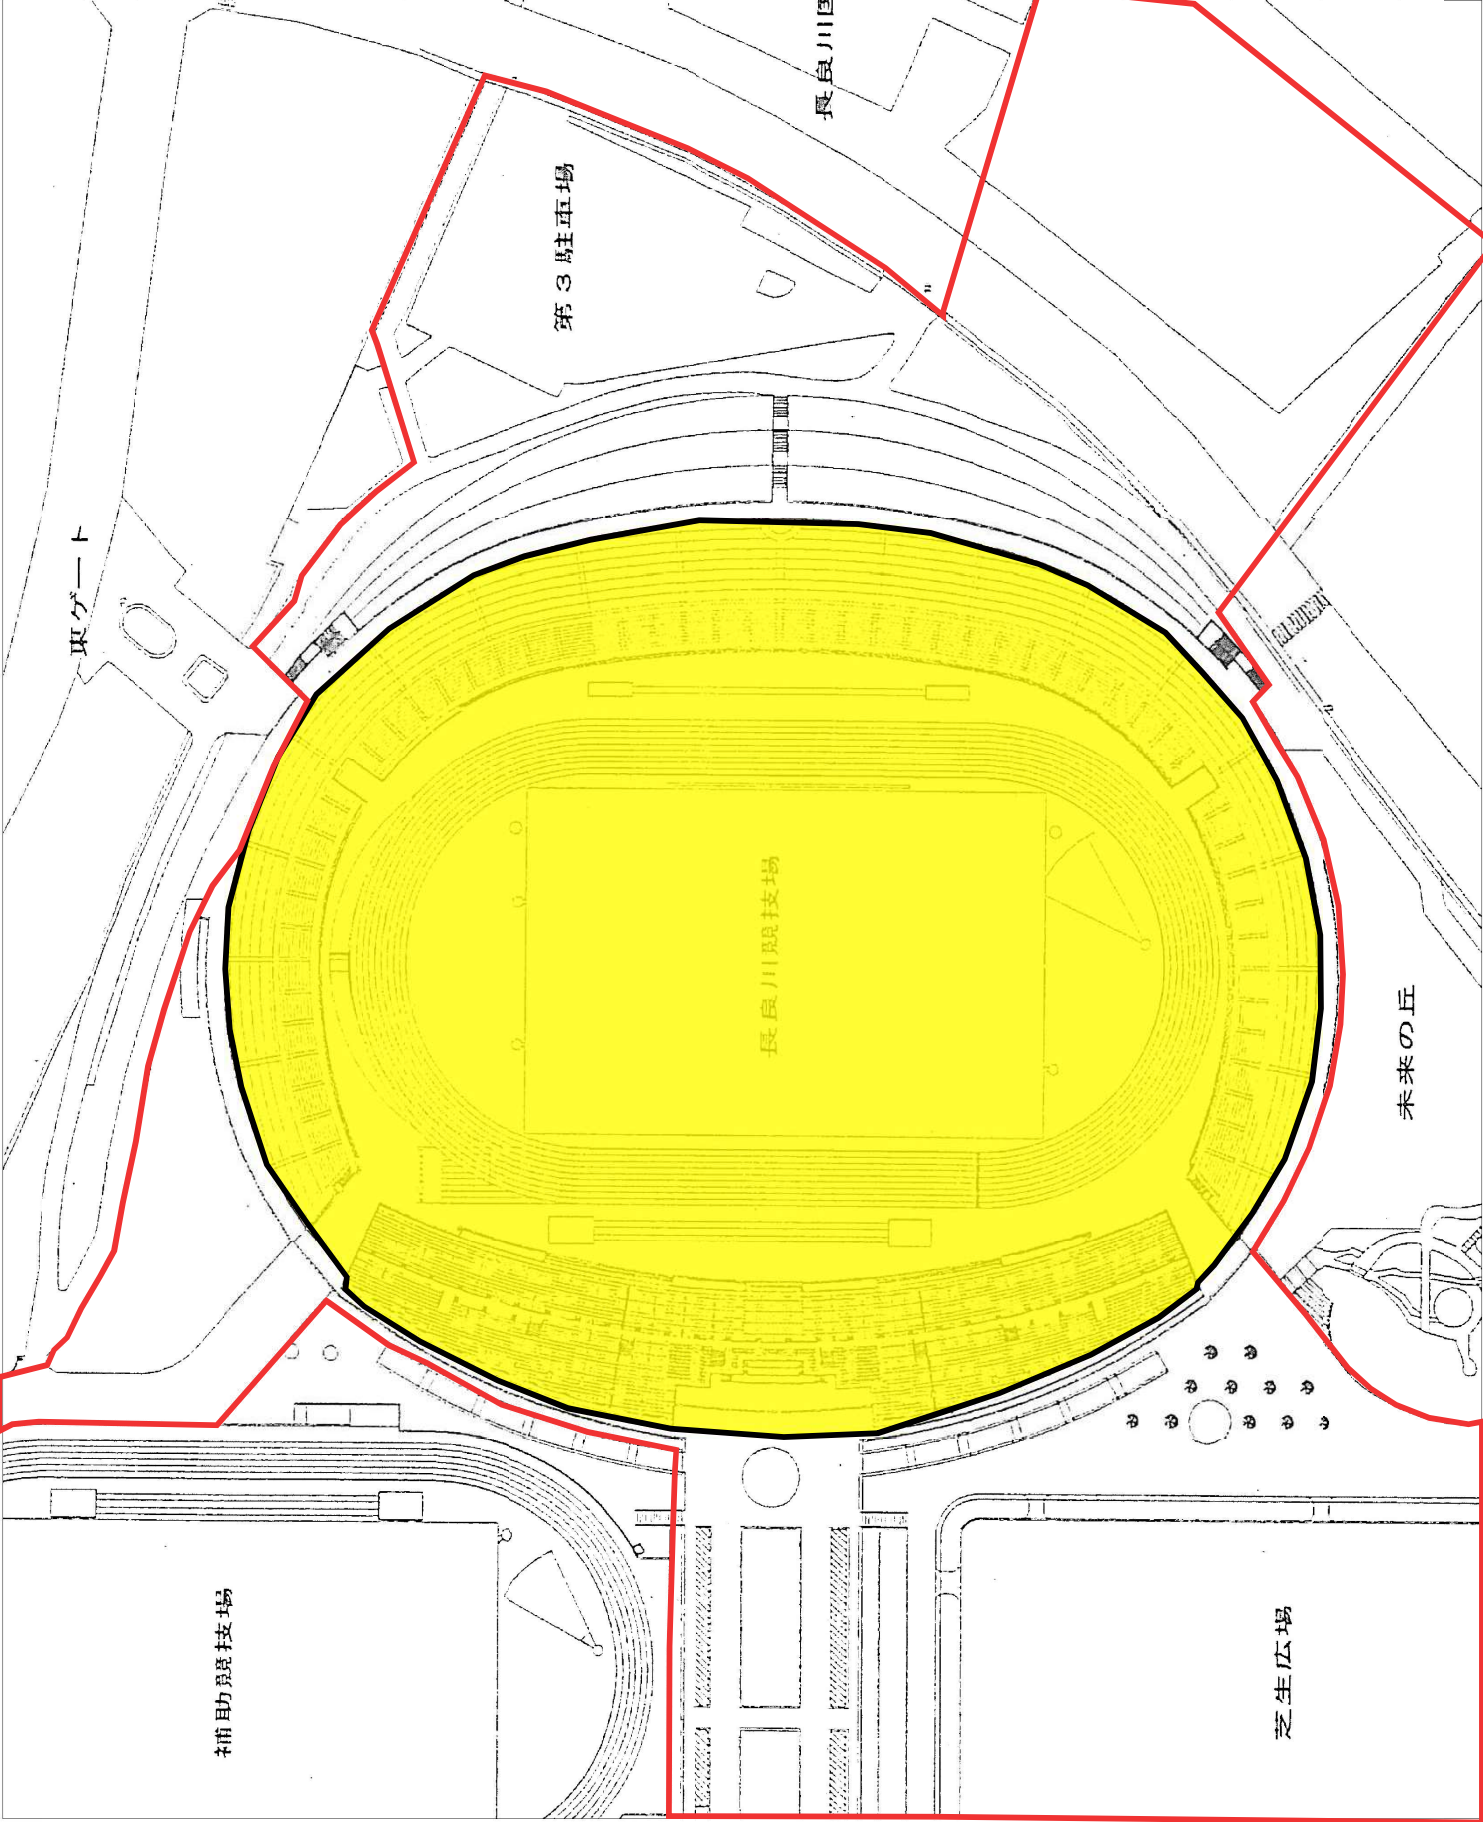 長良川国
第3駐車場
東ゲート
長良川競技場
未来の丘
補助競技場
芝生広場